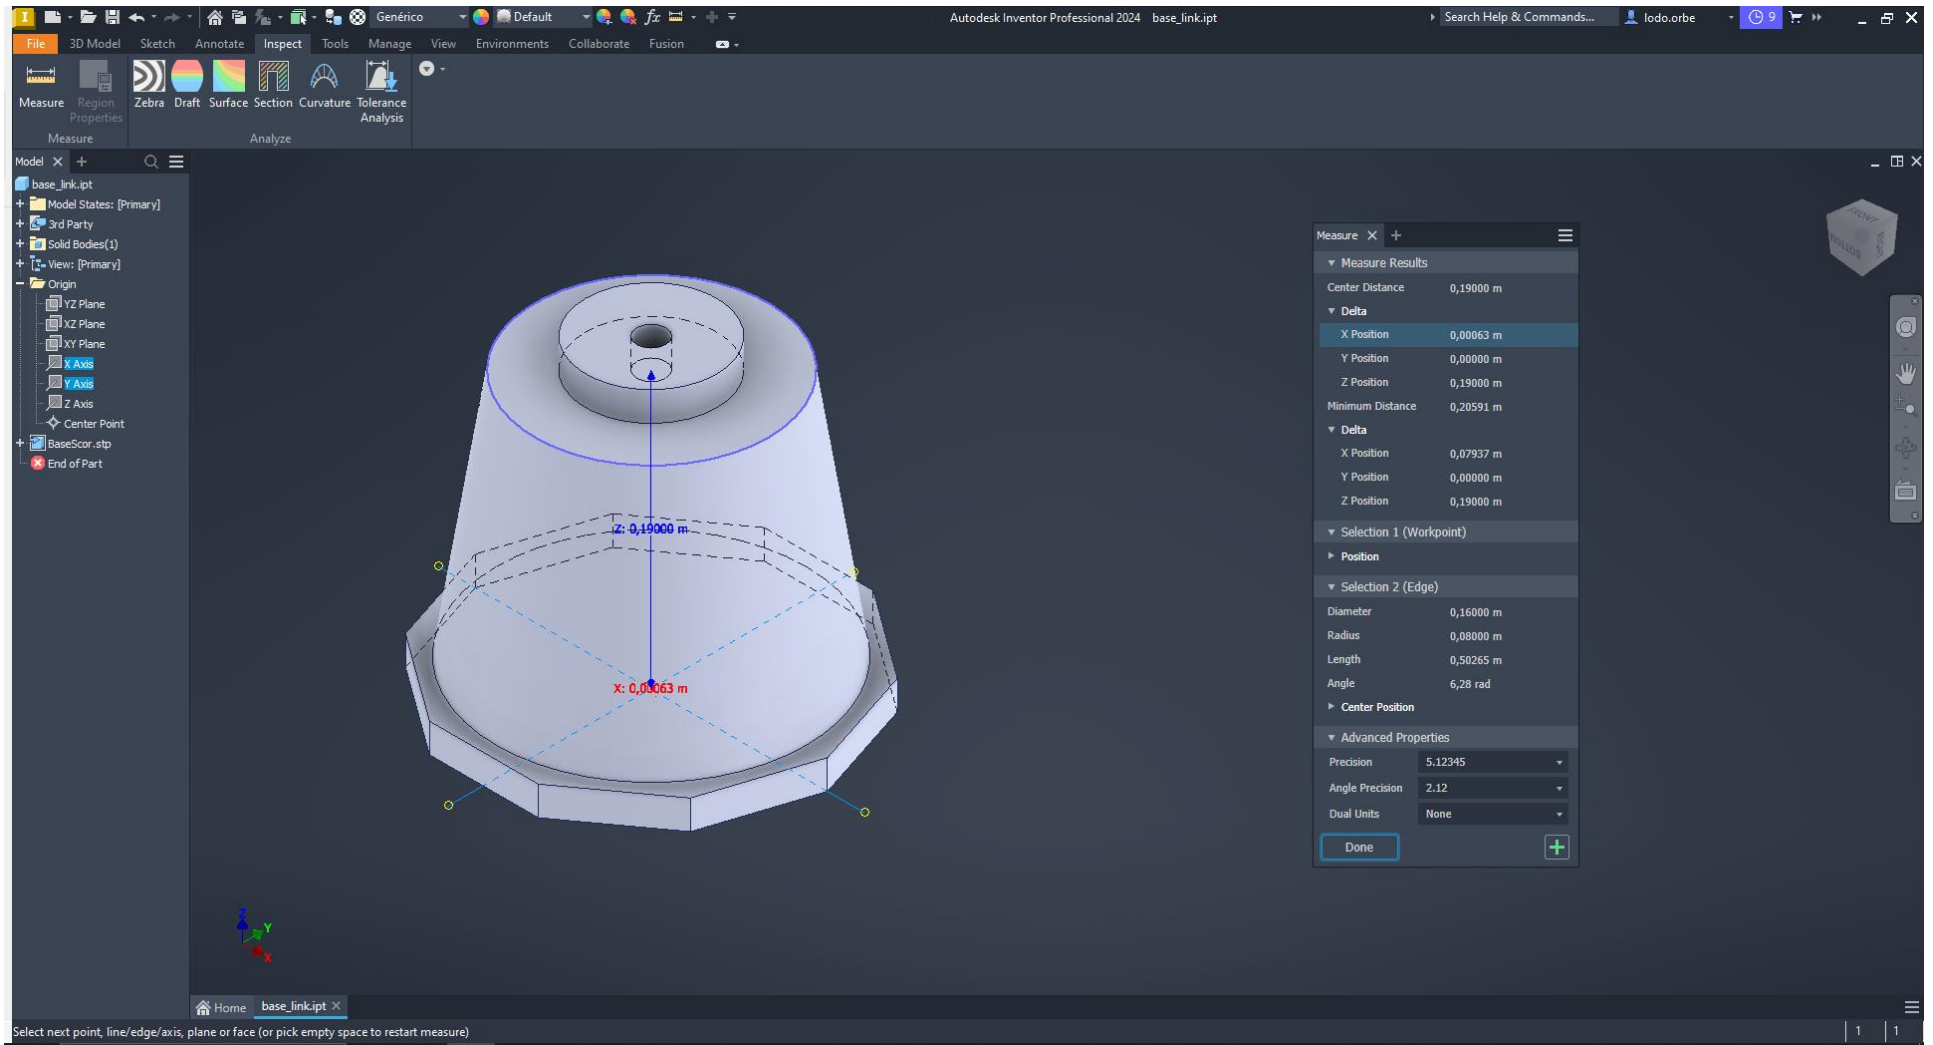 Genérico Default fx Autodesk Inventor Professional 2024 base_link.ipt Search Help & Commands... lodo.orbe 9
File 3D Model Sketch Annotate Inspect Tools Manage View Environments Collaborate Fusion
Measure Region Properties Zebra Draft Surface Section Curvature Tolerance Analysis
Measure Analyze
Model
base_link.ipt
Model States: [Primary]
3rd Party
Solid Bodies(1)
View: [Primary]
Origin
YZ Plane
XZ Plane
XY Plane
X Axis
Y Axis
Z Axis
Center Point
BaseScor.stp
End of Part
Z: 0,19000 m
X: 0,00063 m
Z
Y
X
FRONT
BOTTOM
Measure
Measure Results
Center Distance 0,19000 m
Delta
X Position 0,00063 m
Y Position 0,00000 m
Z Position 0,19000 m
Minimum Distance 0,20591 m
Delta
X Position 0,07937 m
Y Position 0,00000 m
Z Position 0,19000 m
Selection 1 (Workpoint)
Position
Selection 2 (Edge)
Diameter 0,16000 m
Radius 0,08000 m
Length 0,50265 m
Angle 6,28 rad
Center Position
Advanced Properties
Precision 5.12345
Angle Precision 2.12
Dual Units None
Done
Home base_link.ipt
Select next point, line/edge/axis, plane or face (or pick empty space to restart measure) 1 1